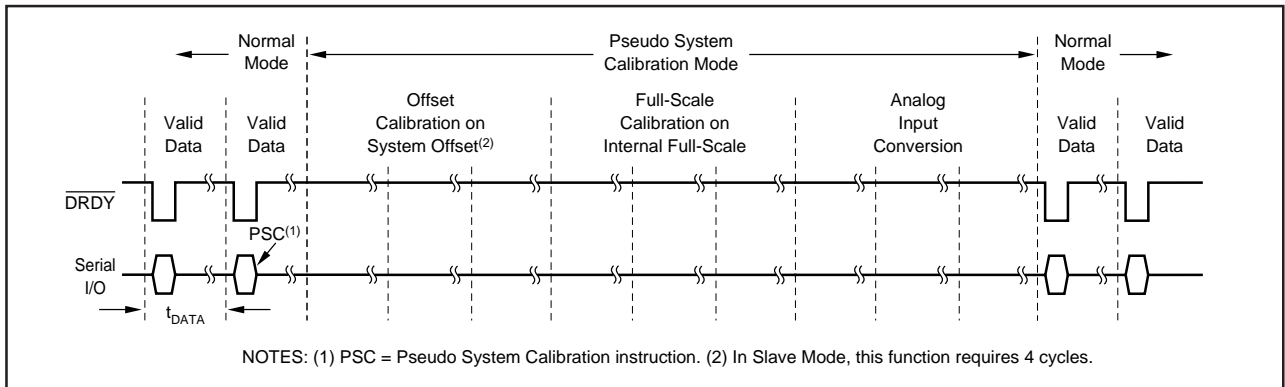 Normal
Mode
Pseudo System
Calibration Mode
Normal
Mode
Valid
Data
Valid
Data
Offset
Calibration on
System Offset(2)
Full-Scale
Calibration on
Internal Full-Scale
Analog
Input
Conversion
Valid
Data
Valid
Data
DRDY
PSC(1)
Serial
I/O
tDATA
NOTES: (1) PSC = Pseudo System Calibration instruction. (2) In Slave Mode, this function requires 4 cycles.